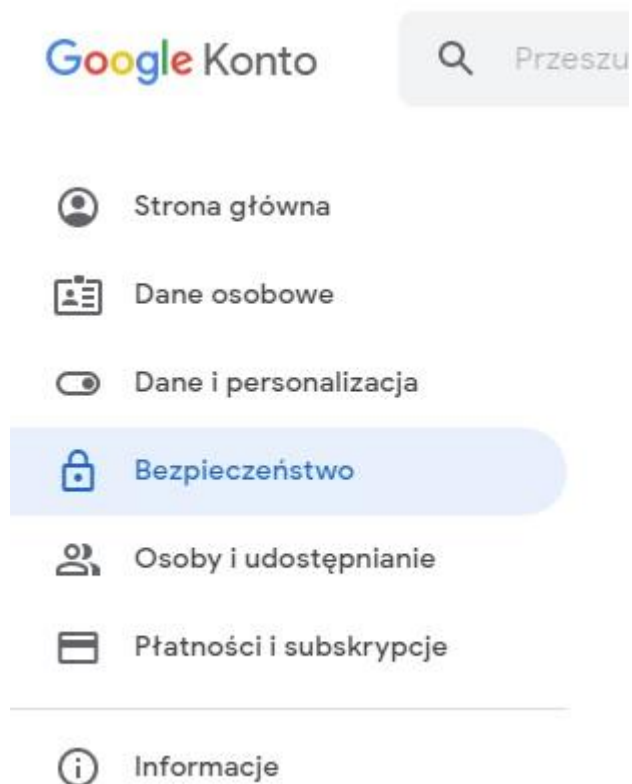 Google Konto
Przeszu
Strona główna
Dane osobowe
Dane i personalizacja
Bezpieczeństwo
Osoby i udostępnianie
Płatności i subskrypcje
Informacje